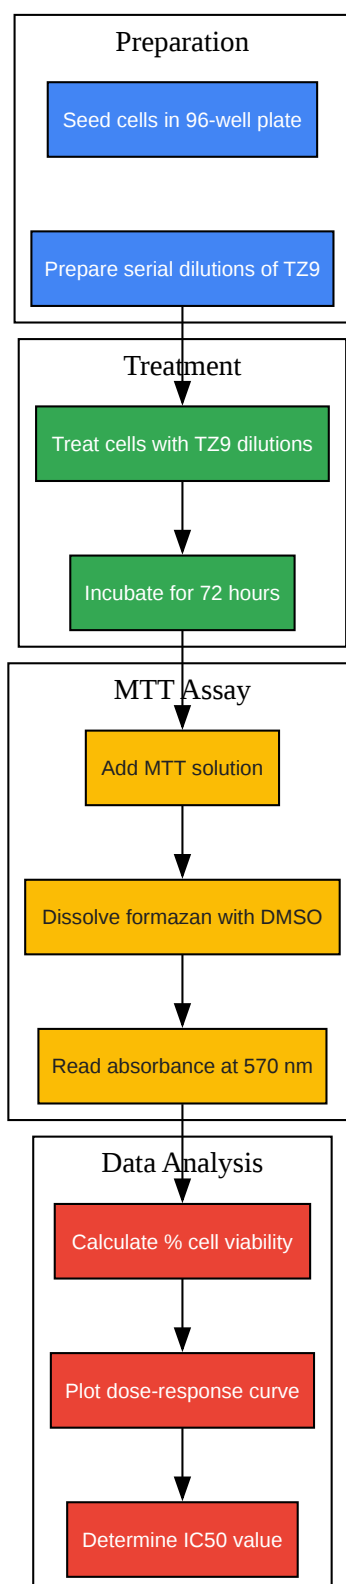 Preparation
Seed cells in 96-well plate
Prepare serial dilutions of TZ9
Treatment
Treat cells with TZ9 dilutions
Incubate for 72 hours
MTT Assay
Add MTT solution
Dissolve formazan with DMSO
Read absorbance at 570 nm
Data Analysis
Calculate % cell viability
Plot dose-response curve
Determine IC50 value